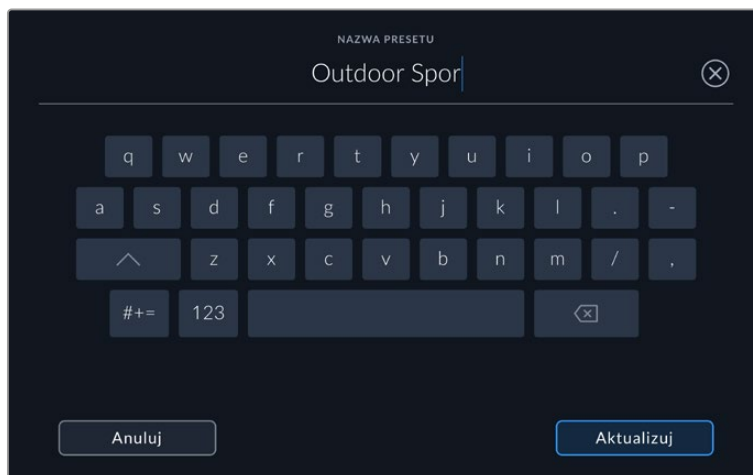 NAZWA PRESETU
Outdoor Spor
q w e r t y u i o p
a s d f g h j k l . -
z x c v b n m / ,
#+= 123
Anuluj Aktualizuj